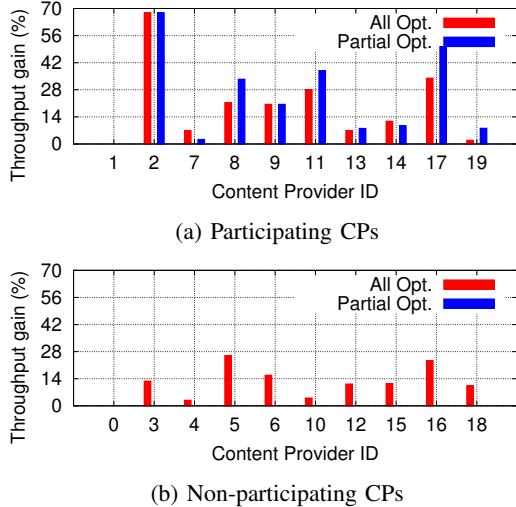 Throughput gain (%)
70
56
42
28
14
0
All Opt.
Partial Opt.
1 2 7 8 9 11 13 14 17 19
Content Provider ID
(a) Participating CPs
Throughput gain (%)
70
56
42
28
14
0
All Opt.
Partial Opt.
0 3 4 5 6 10 12 15 16 18
Content Provider ID
(b) Non-participating CPs